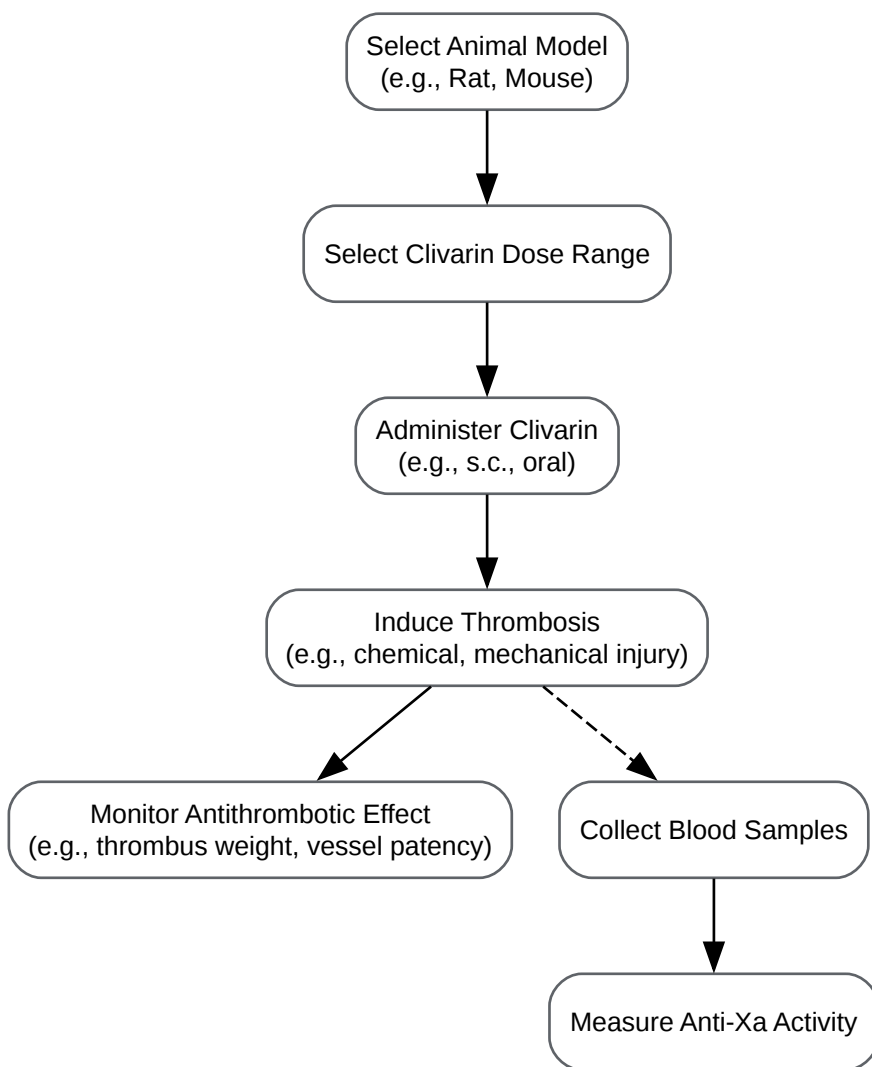 Select Animal Model
(e.g., Rat, Mouse)
Select Clivarin Dose Range
Administer Clivarin
(e.g., s.c., oral)
Induce Thrombosis
(e.g., chemical, mechanical injury)
Monitor Antithrombotic Effect
(e.g., thrombus weight, vessel patency)
Collect Blood Samples
Measure Anti-Xa Activity